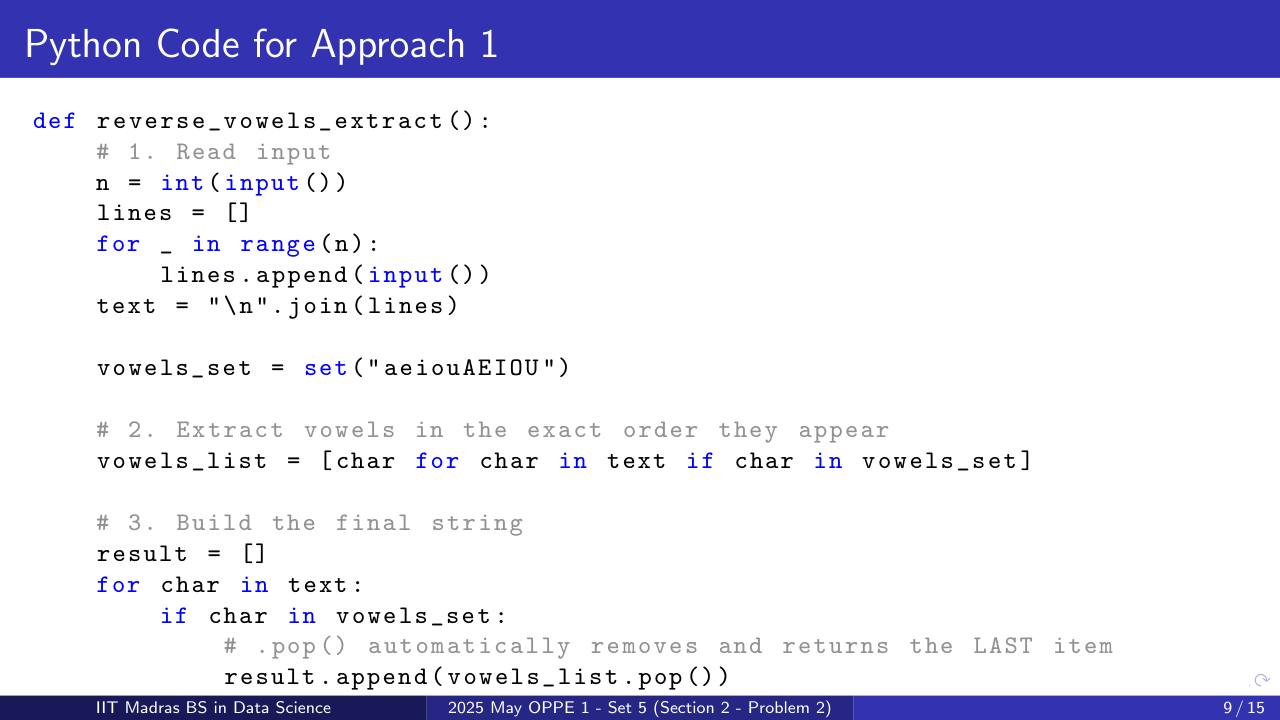 Python Code for Approach 1
def reverse_vowels_extract():
    # 1. Read input
    n = int(input())
    lines = []
    for _ in range(n):
        lines.append(input())
    text = "\n".join(lines)
    vowels_set = set("aeiouAEIOU")
    # 2. Extract vowels in the exact order they appear
    vowels_list = [char for char in text if char in vowels_set]
    # 3. Build the final string
    result = []
    for char in text:
        if char in vowels_set:
            # .pop() automatically removes and returns the LAST item
            result.append(vowels_list.pop())
IIT Madras BS in Data Science
2025 May OPPE 1 - Set 5 (Section 2 - Problem 2)
9 / 15